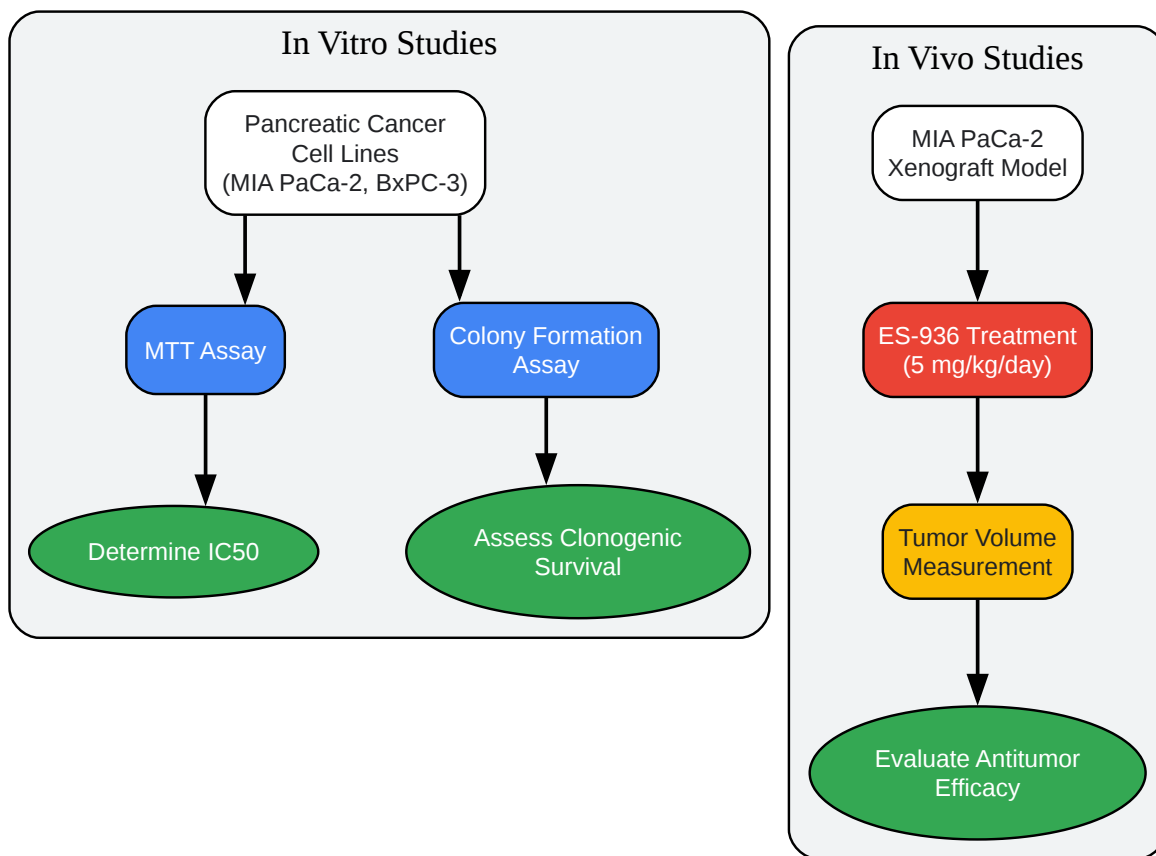 In Vitro Studies
Pancreatic Cancer
Cell Lines
(MIA PaCa-2, BxPC-3)
MTT Assay
Colony Formation
Assay
Determine IC50
Assess Clonogenic
Survival
In Vivo Studies
MIA PaCa-2
Xenograft Model
ES-936 Treatment
(5 mg/kg/day)
Tumor Volume
Measurement
Evaluate Antitumor
Efficacy